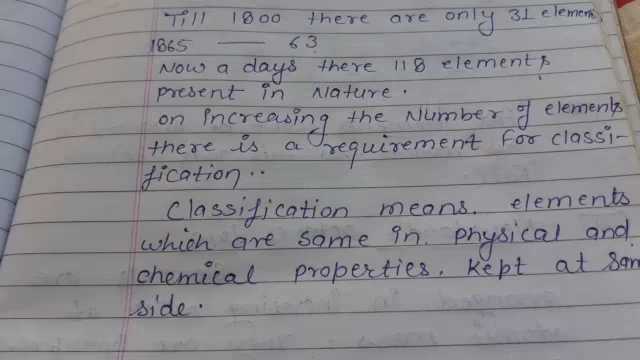 Till 1800 there are only 31 elements
1865 — 63
Now a days there 118 elements
present in Nature.
on increasing the Number of elements
there is a requirement for classi-
fication..
Classification means. elements
which are same in physical and
chemical properties. kept at sam
side.